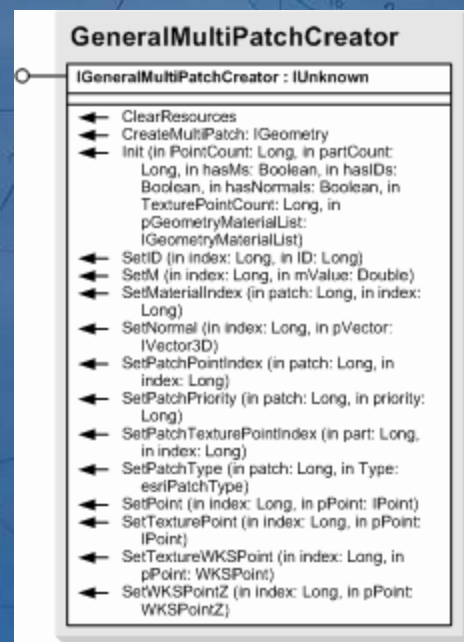 GeneralMultiPatchCreator
IGeneralMultiPatchCreator : IUnknown
ClearResources
CreateMultiPatch: IGeometry
Init (in PointCount: Long, in partCount:
Long, in hasMs: Boolean, in hasIDs:
Boolean, in hasNormals: Boolean, in
TexturePointCount: Long, in
pGeometryMaterialList:
IGeometryMaterialList)
SetID (in index: Long, in ID: Long)
SetM (in index: Long, in mValue: Double)
SetMaterialIndex (in patch: Long, in index:
Long)
SetNormal (in index: Long, in pVector:
IVector3D)
SetPatchPointIndex (in patch: Long, in
index: Long)
SetPatchPriority (in patch: Long, in priority:
Long)
SetPatchTexturePointIndex (in part: Long,
in index: Long)
SetPatchType (in patch: Long, in Type:
esriPatchType)
SetPoint (in index: Long, in pPoint: IPoint)
SetTexturePoint (in index: Long, in pPoint:
IPoint)
SetTextureWKSPoint (in index: Long, in
pPoint: WKSPoint)
SetWKSPointZ (in index: Long, in pPoint:
WKSPointZ)